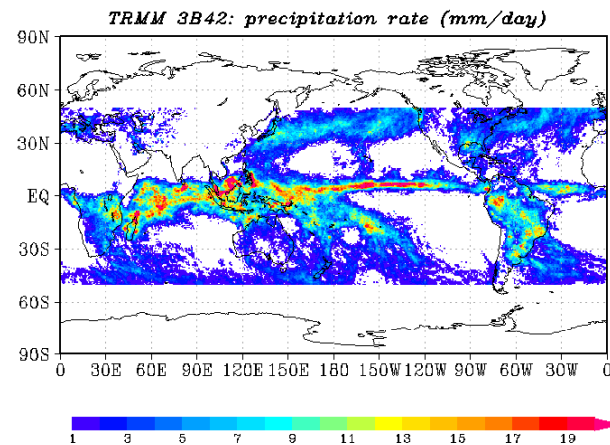 TRMM 3B42: precipitation rate (mm/day)
90N
60N
30N
EQ
30S
60S
90S
0 30E 60E 90E 120E 150E 180 150W 120W 90W 60W 30W 0
1 3 5 7 9 11 13 15 17 19